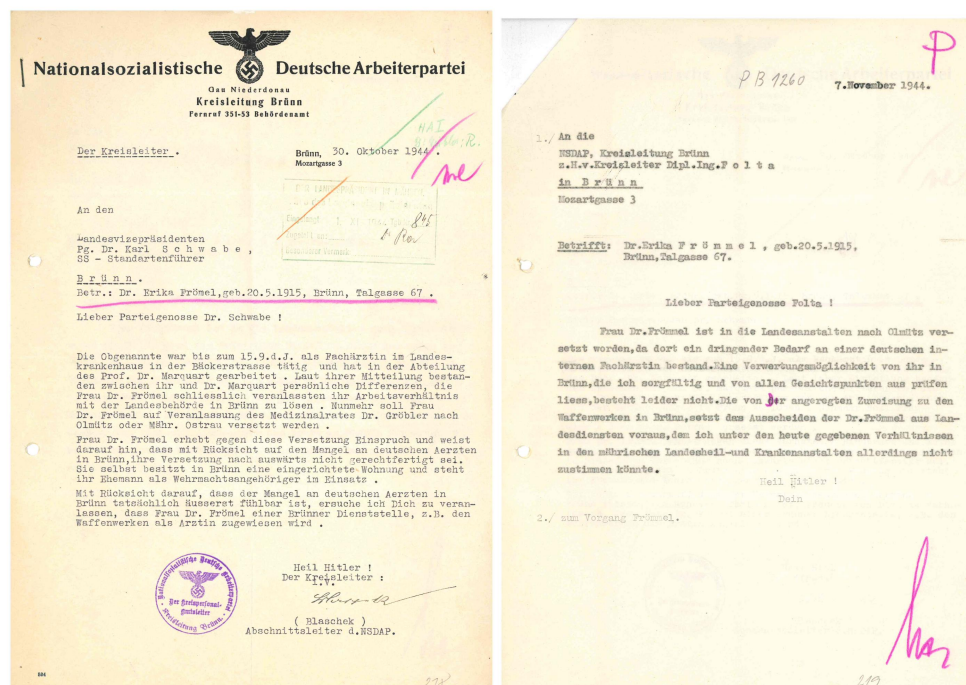 Nationalsozialistische Deutsche Arbeiterpartei
Gau Niederdonau
Kreisleitung Brünn
Fernruf 351-53 Behördenamt
Der Kreisleiter .
Brünn, 30. Oktober 1944.
Mozartgasse 3
An den
Landesvizepräsidenten
Pg. Dr. Karl S c h w a b e ,
SS - Standartenführer
B r ü n n .
Betr.: Dr. Erika Frömel,geb.20.5.1915, Brünn, Talgasse 67 .
Lieber Parteigenosse Dr. Schwabe !
Die Obgenannte war bis zum 15.9.d.J. als Fachärztin im Landes-
krankenhaus in der Bäckerstrasse tätig und hat in der Abteilung
des Prof. Dr. Marquart gearbeitet . Laut ihrer Mitteilung bestan-
den zwischen ihr und Dr. Marquart persönliche Differenzen, die
Frau Dr. Frömel schliesslich veranlassten ihr Arbeitsverhältnis
mit der Landesbehörde in Brünn zu lösen . Nunmehr soll Frau
Dr. Frömel auf Veranlassung des Medizinalrates Dr. Gröbler nach
Olmütz oder Mähr. Ostrau versetzt werden .
Frau Dr. Frömel erhebt gegen diese Versetzung Einspruch und weist
darauf hin, dass mit Rücksicht auf den Mangel an deutschen Aerzten
in Brünn,ihre Versetzung nach auswärts nicht gerechtfertigt sei.
Sie selbst besitzt in Brünn eine eingerichtete Wohnung und steht
ihr Ehemann als Wehrmachtsangehöriger im Einsatz .
Mit Rücksicht darauf, dass der Mangel an deutschen Aerzten in
Brünn tatsächlich äusserst fühlbar ist, ersuche ich Dich zu veran-
lassen, dass Frau Dr. Frömel einer Brünner Dienststelle, z.B. den
Waffenwerken als Ärztin zugewiesen wird .
Heil Hitler !
Der Kreisleiter :
i.V.
( Blaschek )
Abschnittsleiter d.NSDAP.
Nationalsozialistische Deutsche Arbeiterpartei
Der Kreispersonal-
amtsleiter
Kreisleitung Brünn
218
P
P B 1260
7.November 1944.
1./ An die
NSDAP, Kreisleitung Brünn
z.H.v.Kreisleiter Dipl.Ing.F o l t a
in B r ü n n
Mozartgasse 3
Betrifft: Dr.Erika F r ö m m e l , geb.20.5.1915,
Brünn,Talgasse 67.
Lieber Parteigenosse Folta !
Frau Dr.Frömmel ist in die Landesanstalten nach Olmütz ver-
setzt worden,da dort ein dringender Bedarf an einer deutschen in-
ternen Fachärztin bestand.Eine Verwertungsmöglichkeit von ihr in
Brünn,die ich sorgfältig und von allen Gesichtspunkten aus prüfen
liess,besteht leider nicht.Die von Dir angeregten Zuweisung zu den
Waffenwerken in Brünn,setzt das Ausscheiden der Dr.Frömmel aus Lan-
desdiensten voraus,dem ich unter den heute gegebenen Verhältnissen
in den mährischen Landesheil-und Krankenanstalten allerdings nicht
zustimmen könnte.
Heil Hitler !
Dein
2./ zum Vorgang Frömmel.
219